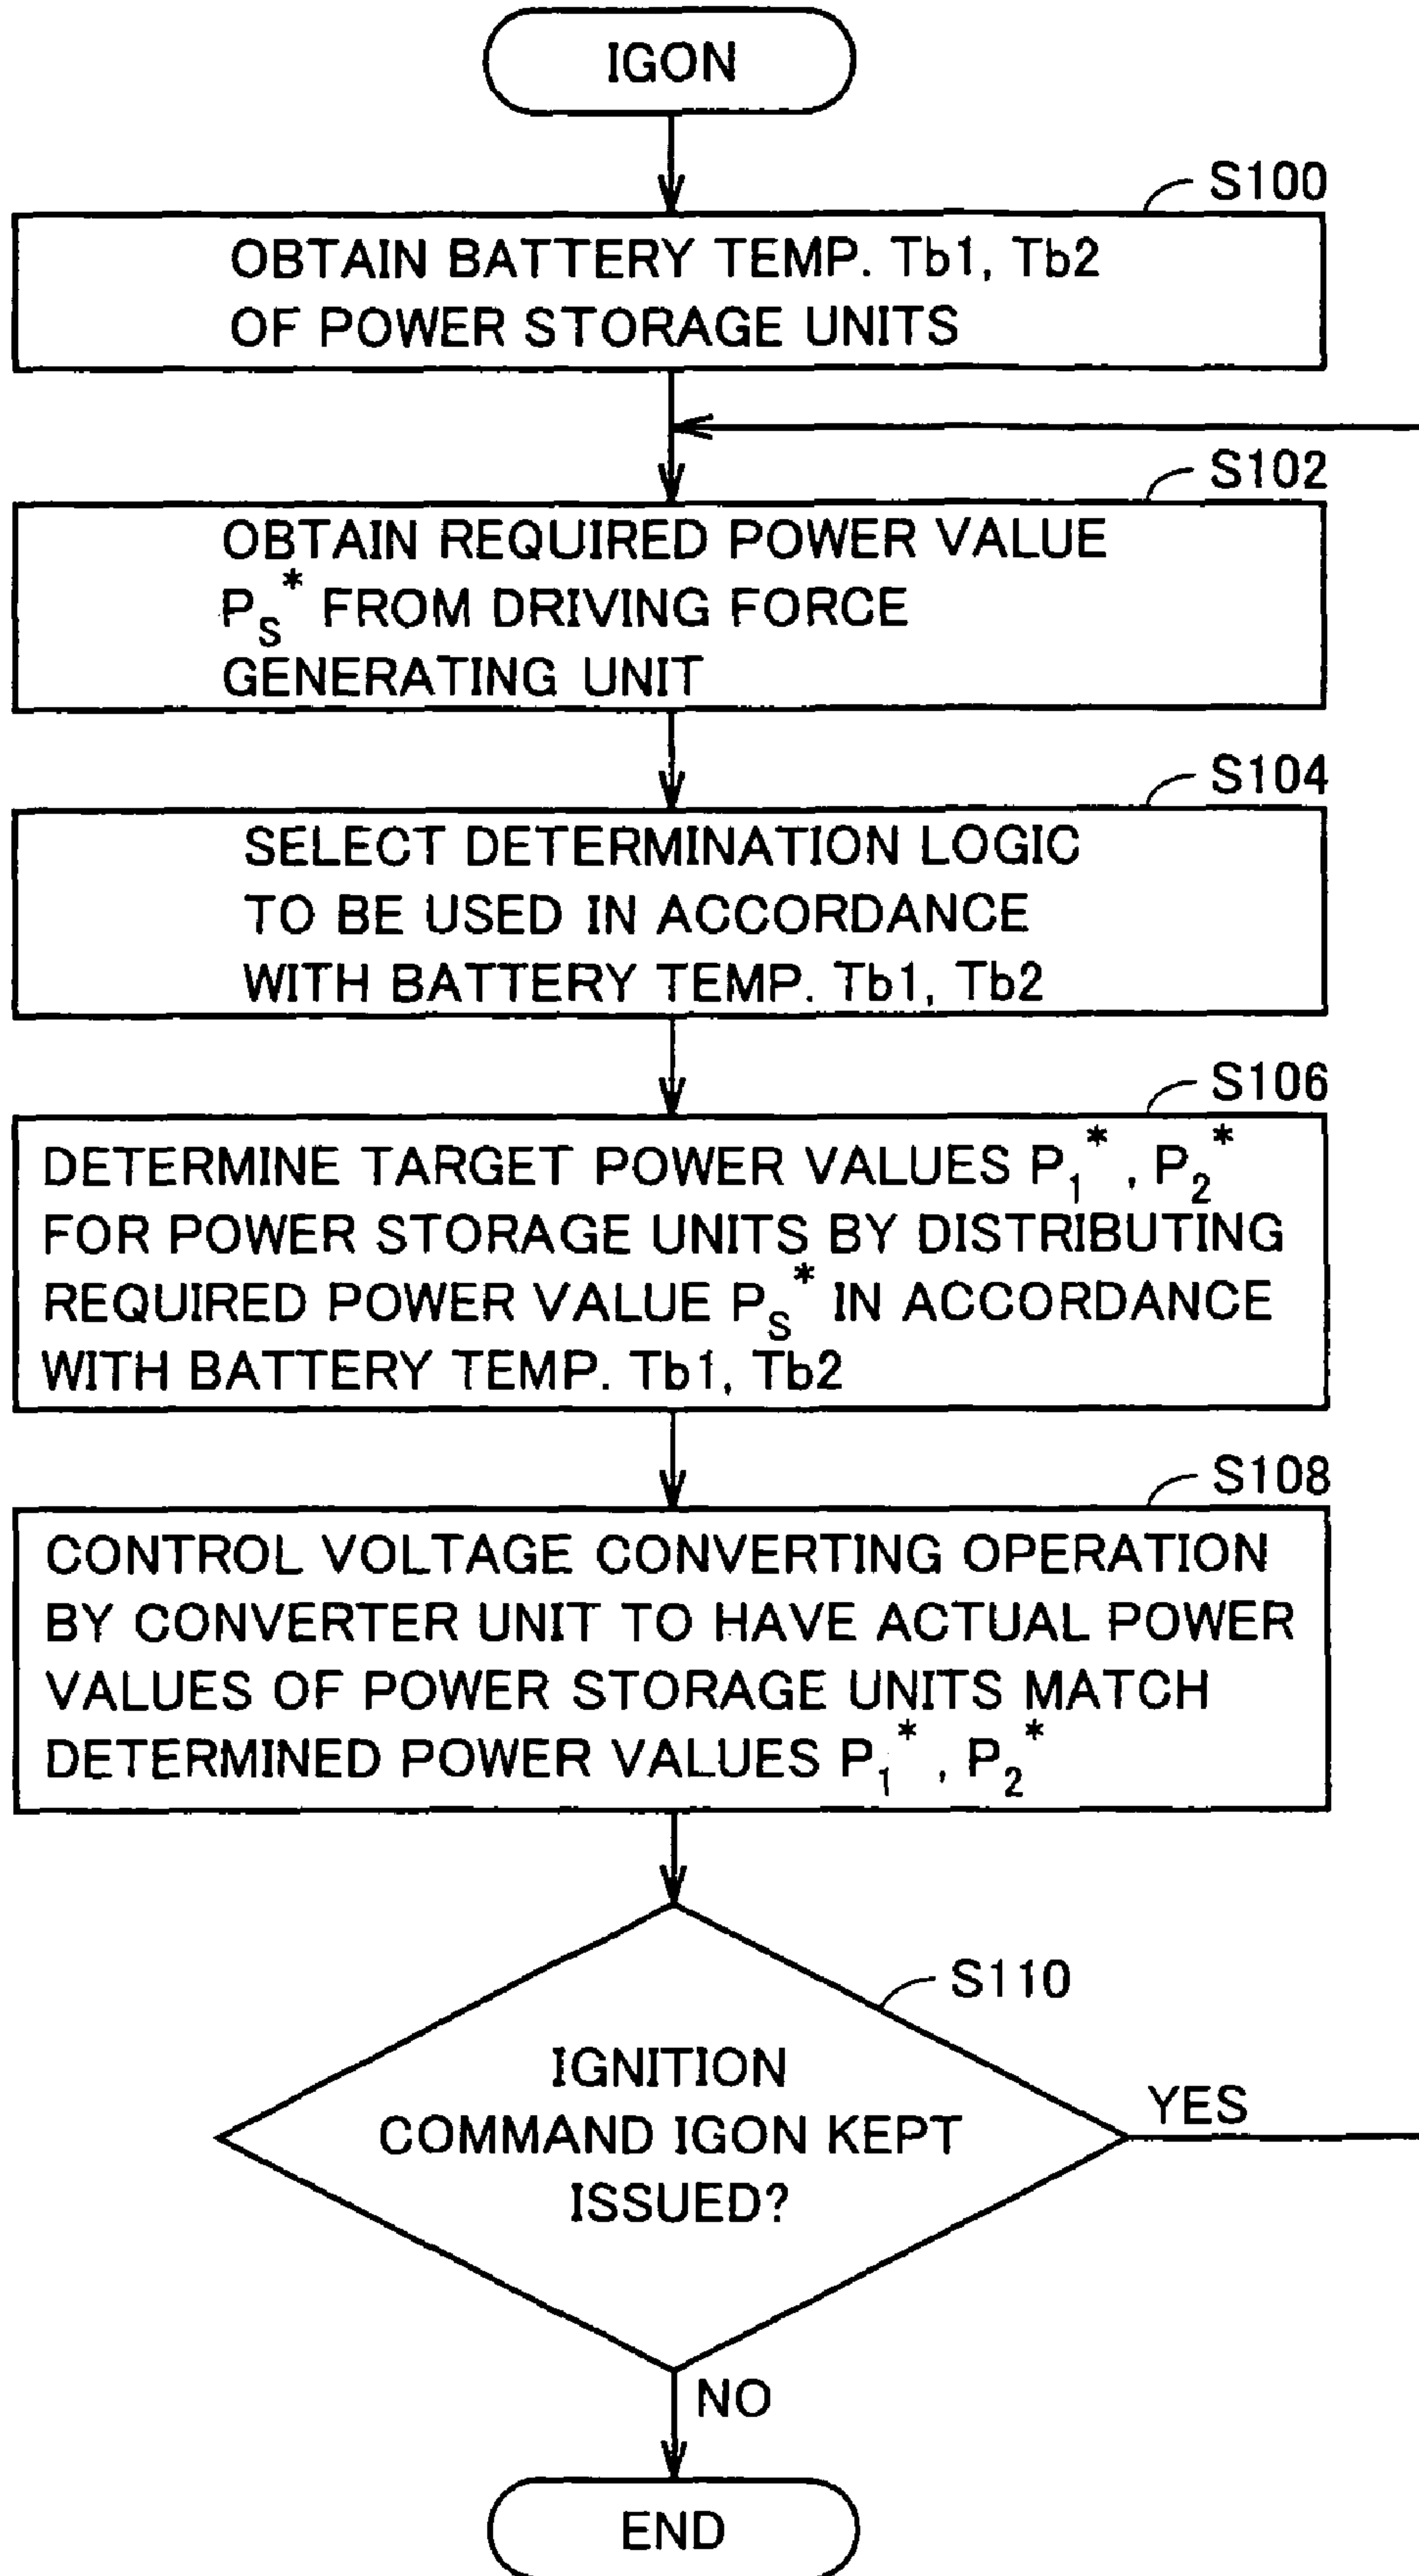 IGON
S100
OBTAIN BATTERY TEMP. Tb1, Tb2
OF POWER STORAGE UNITS
S102
OBTAIN REQUIRED POWER VALUE
PS* FROM DRIVING FORCE
GENERATING UNIT
S104
SELECT DETERMINATION LOGIC
TO BE USED IN ACCORDANCE
WITH BATTERY TEMP. Tb1, Tb2
S106
DETERMINE TARGET POWER VALUES P1*, P2*
FOR POWER STORAGE UNITS BY DISTRIBUTING
REQUIRED POWER VALUE PS* IN ACCORDANCE
WITH BATTERY TEMP. Tb1, Tb2
S108
CONTROL VOLTAGE CONVERTING OPERATION
BY CONVERTER UNIT TO HAVE ACTUAL POWER
VALUES OF POWER STORAGE UNITS MATCH
DETERMINED POWER VALUES P1*, P2*
S110
IGNITION
COMMAND IGON KEPT
ISSUED?
YES
NO
END